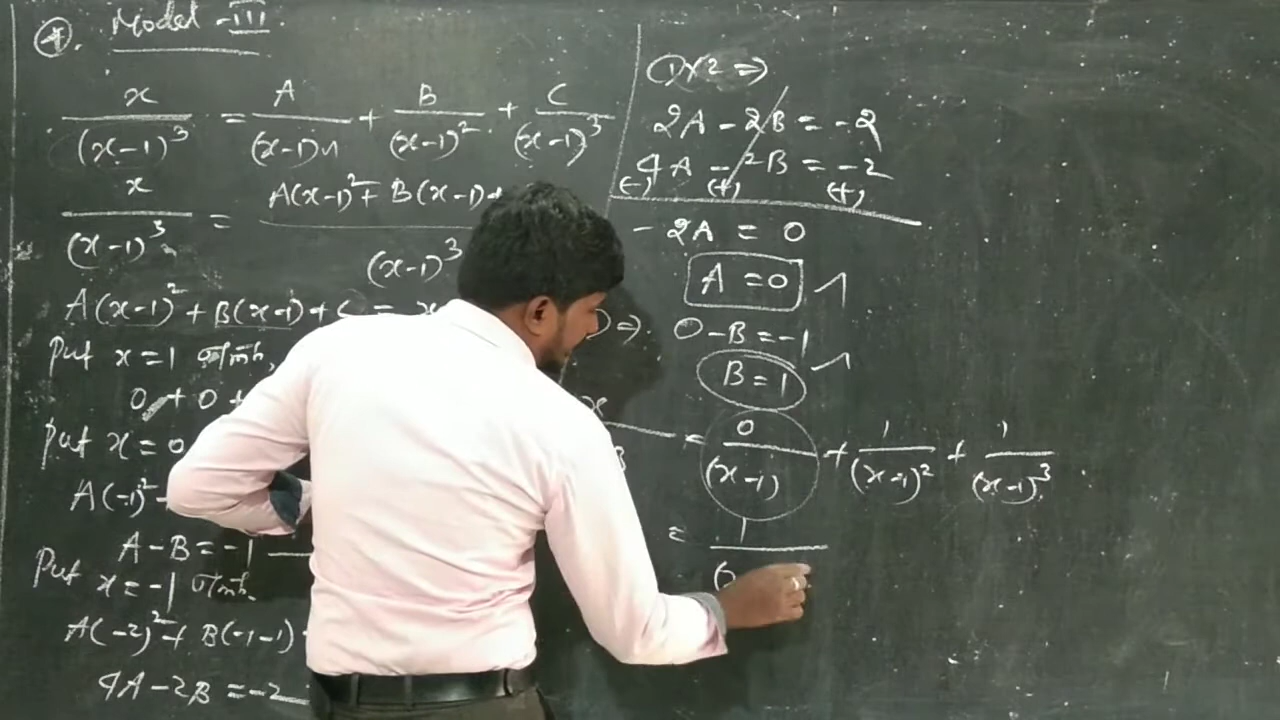 ④. Model - III
x/(x-1)³ = A/(x-1) + B/(x-1)² + C/(x-1)³
x/(x-1)³ = A(x-1)² + B(x-1) + / (x-1)³
A(x-1)² + B(x-1) + C = x
Put x = 1
0 + 0 +
Put x = 0
A(-1)²
A - B = -1
Put x = -1
A(-2)² + B(-1-1)
4A - 2B = -2
① x 2 ⇒
2A - 2B = -2
4A - 2B = -2
(-) (+) (+)
- 2A = 0
A = 0
⇒ 0 - B = -1
B = 1
x = 0/(x-1) + 1/(x-1)² + 1/(x-1)³
= 1/(